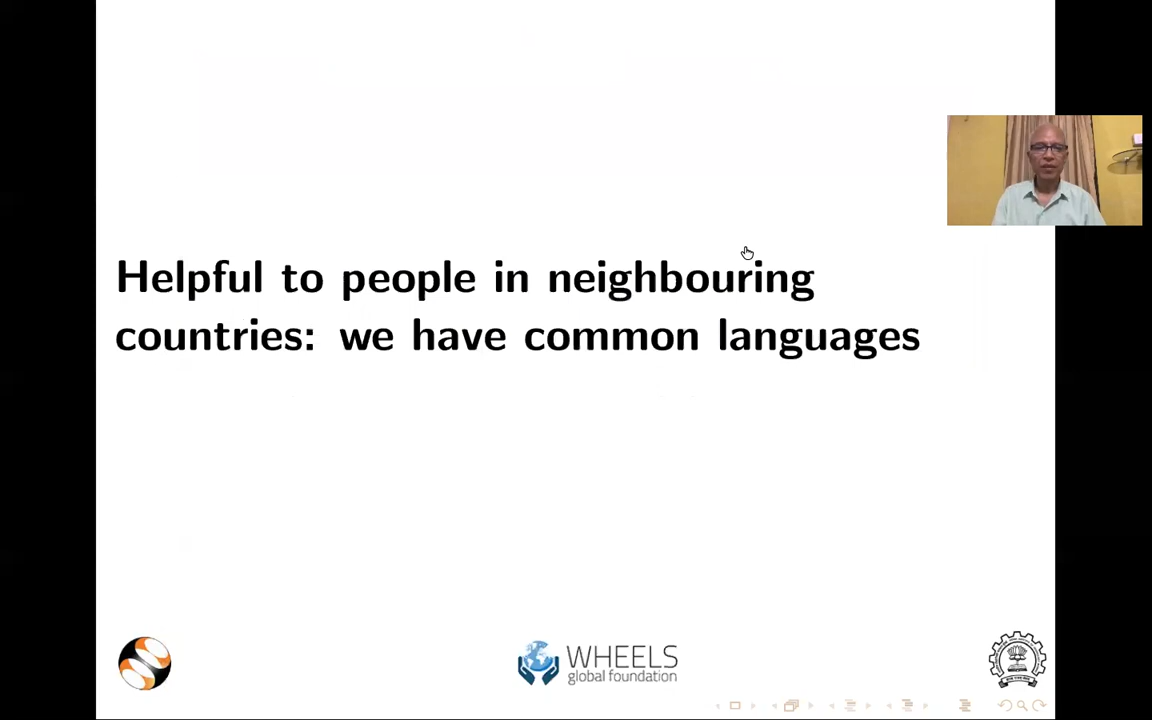 Helpful to people in neighbouring
countries: we have common languages
WHEELS
global foundation